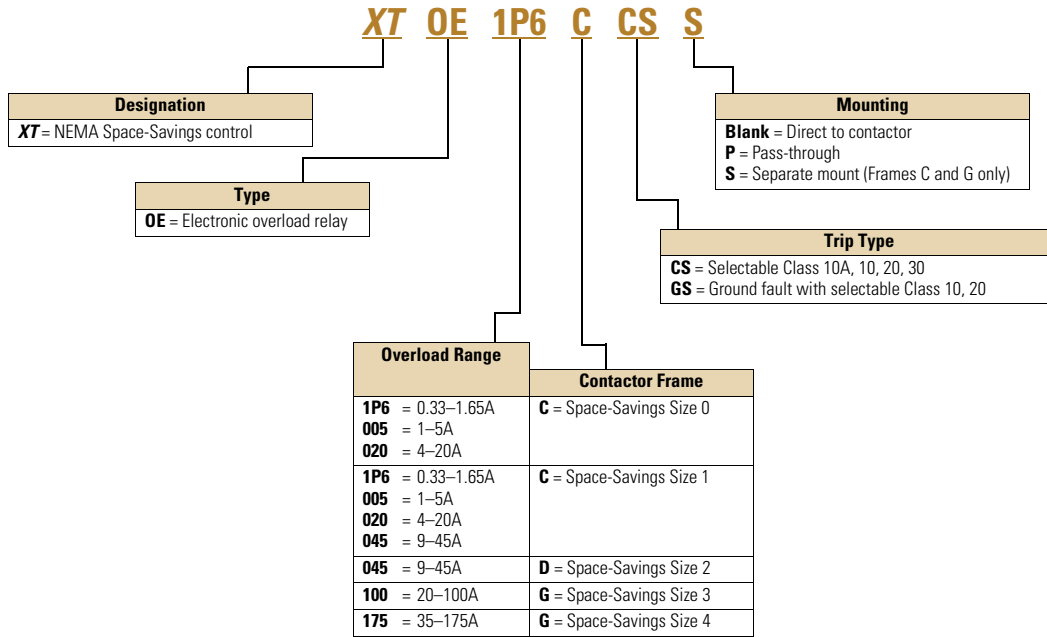 XT OE 1P6 C CS S
Designation
XT = NEMA Space-Savings control
Type
OE = Electronic overload relay
Mounting
Blank = Direct to contactor
P = Pass-through
S = Separate mount (Frames C and G only)
Trip Type
CS = Selectable Class 10A, 10, 20, 30
GS = Ground fault with selectable Class 10, 20
Overload Range
Contactor Frame
1P6 = 0.33–1.65A C = Space-Savings Size 0
005 = 1–5A
020 = 4–20A
1P6 = 0.33–1.65A C = Space-Savings Size 1
005 = 1–5A
020 = 4–20A
045 = 9–45A
045 = 9–45A D = Space-Savings Size 2
100 = 20–100A G = Space-Savings Size 3
175 = 35–175A G = Space-Savings Size 4